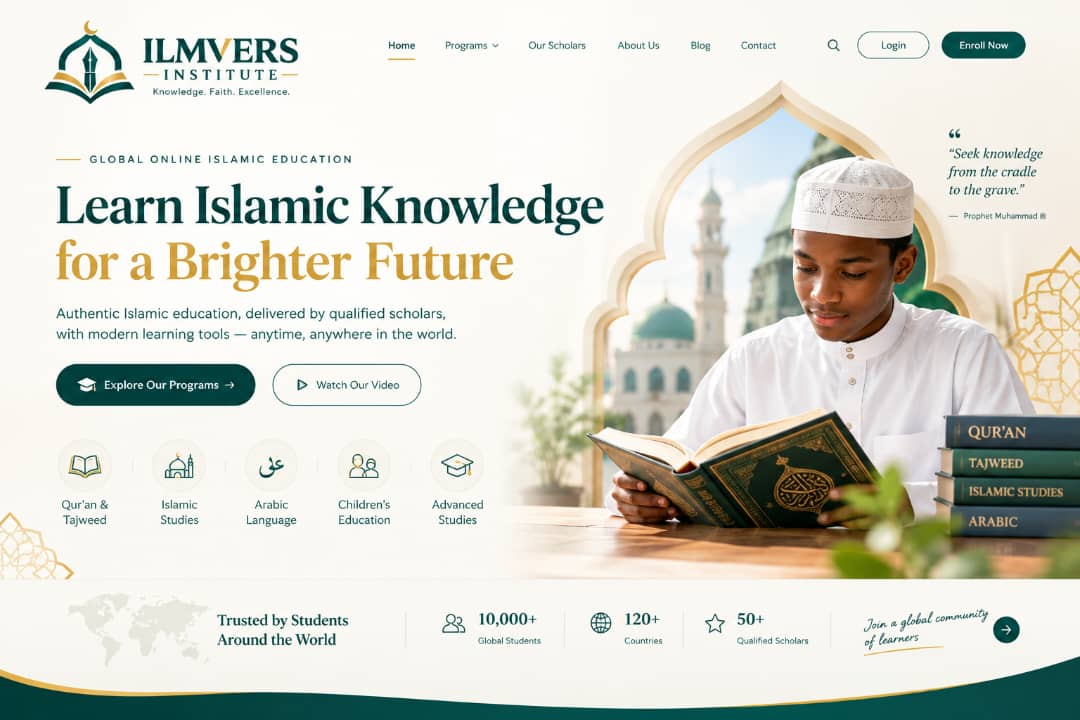 ILMVERS
INSTITUTE
Knowledge. Faith. Excellence.
Home
Programs
Our Scholars
About Us
Blog
Contact
Login
Enroll Now
GLOBAL ONLINE ISLAMIC EDUCATION
Learn Islamic Knowledge
for a Brighter Future
Authentic Islamic education, delivered by qualified scholars,
with modern learning tools — anytime, anywhere in the world.
Explore Our Programs →
Watch Our Video
“Seek knowledge
from the cradle
to the grave.”
— Prophet Muhammad ﷺ
QUR'AN
TAJWEED
ISLAMIC STUDIES
ARABIC
Qur'an &
Tajweed
Islamic
Studies
Arabic
Language
Children's
Education
Advanced
Studies
Trusted by Students
Around the World
10,000+
Global Students
120+
Countries
50+
Qualified Scholars
Join a global community
of learners